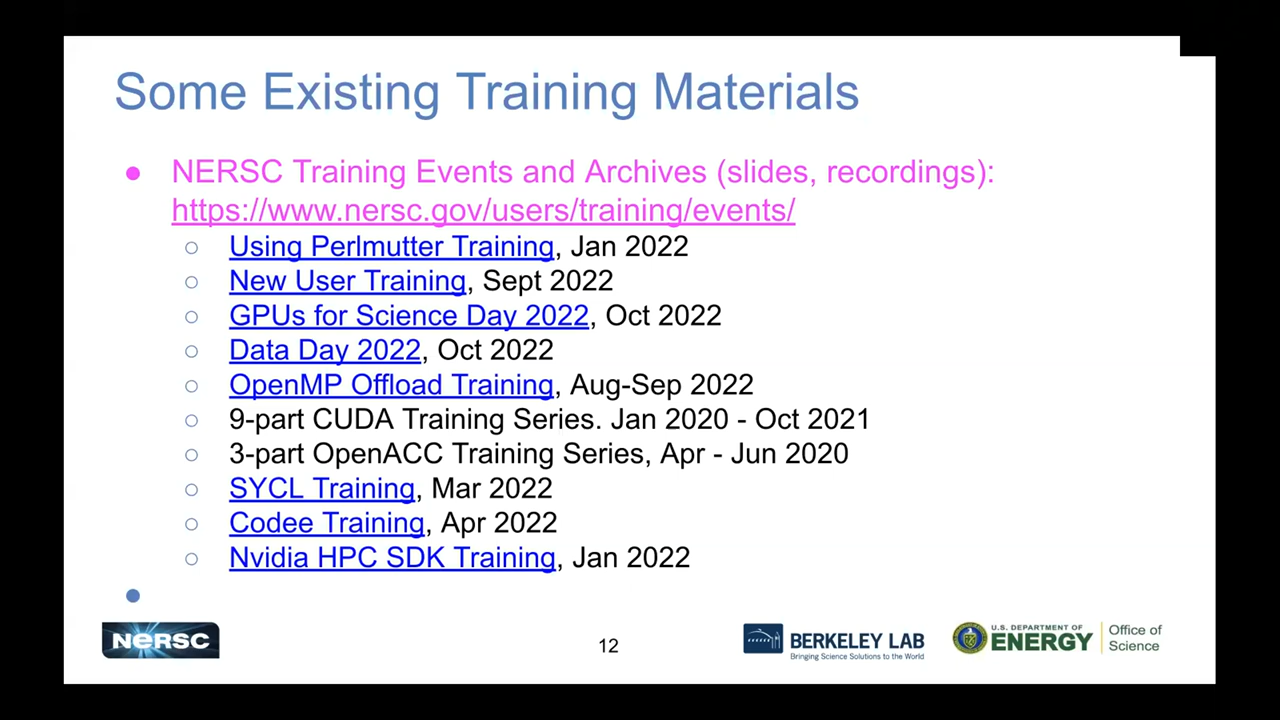 Some Existing Training Materials
● NERSC Training Events and Archives (slides, recordings):
https://www.nersc.gov/users/training/events/
○ Using Perlmutter Training, Jan 2022
○ New User Training, Sept 2022
○ GPUs for Science Day 2022, Oct 2022
○ Data Day 2022, Oct 2022
○ OpenMP Offload Training, Aug-Sep 2022
○ 9-part CUDA Training Series. Jan 2020 - Oct 2021
○ 3-part OpenACC Training Series, Apr - Jun 2020
○ SYCL Training, Mar 2022
○ Codee Training, Apr 2022
○ Nvidia HPC SDK Training, Jan 2022
●
NERSC
12
BERKELEY LAB
Bringing Science Solutions to the World
U.S. DEPARTMENT OF
ENERGY
Office of
Science